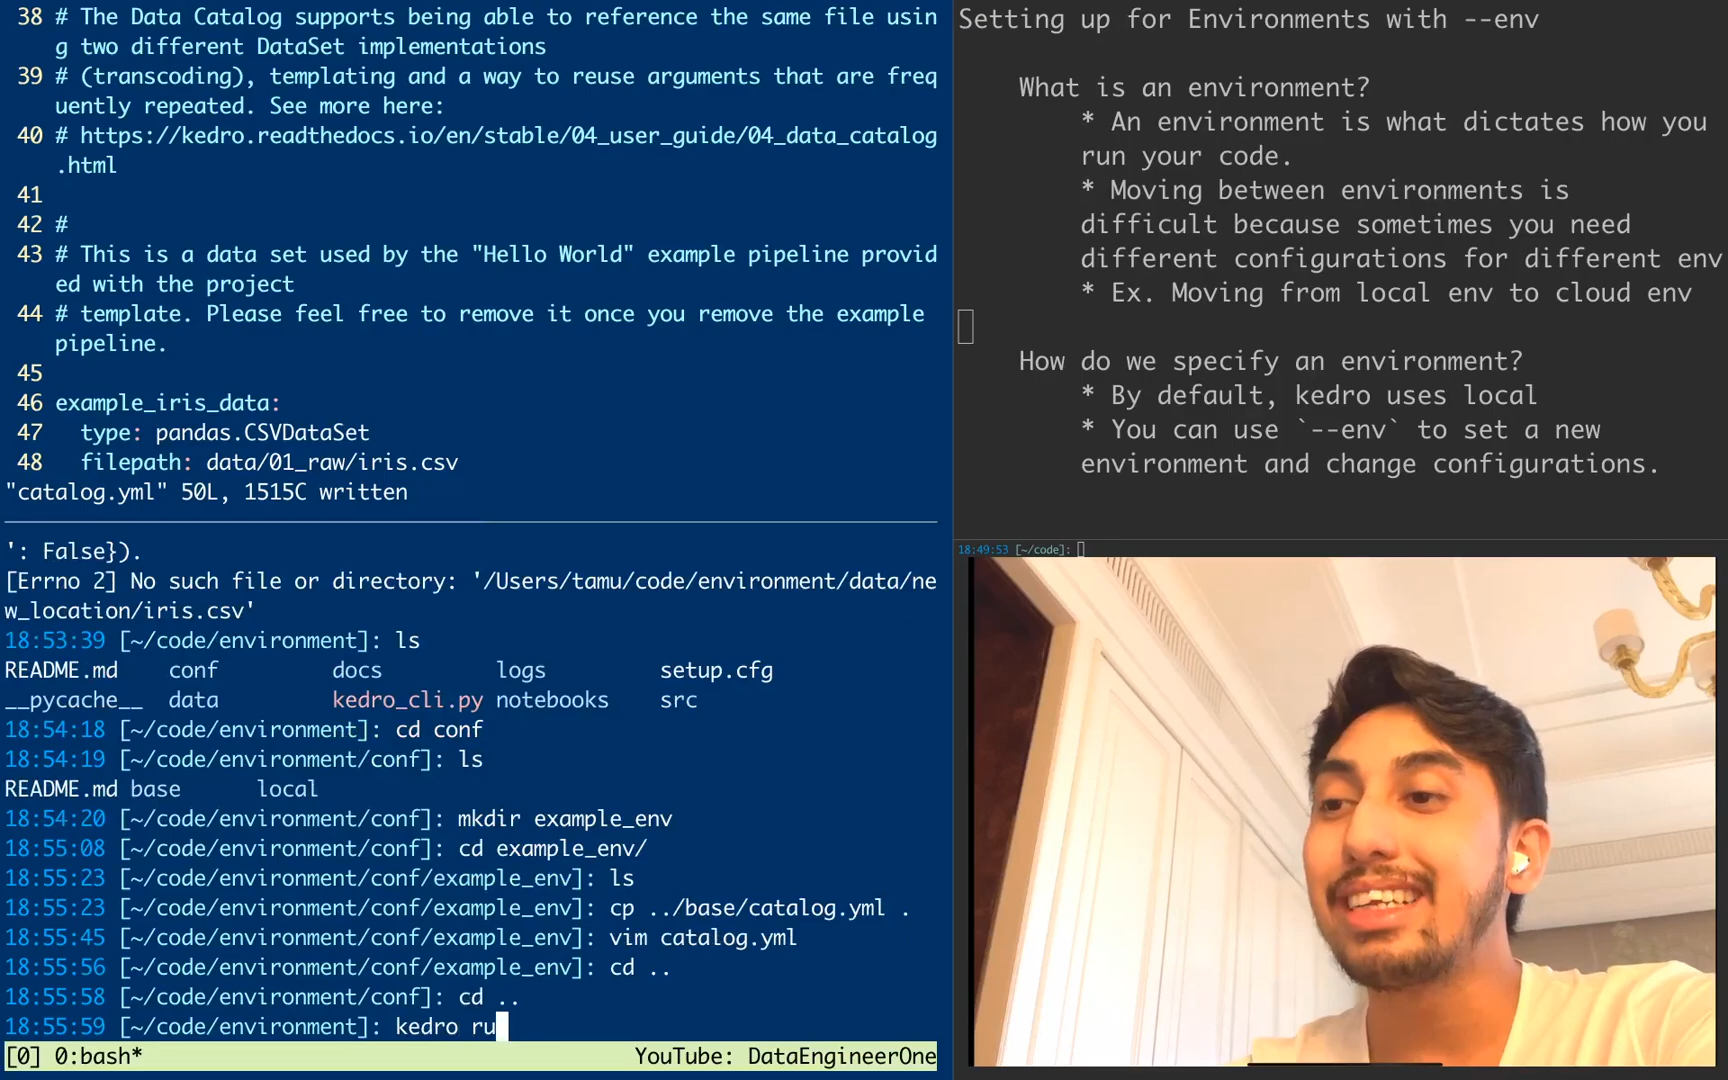 38 # The Data Catalog supports being able to reference the same file usin
g two different DataSet implementations
39 # (transcoding), templating and a way to reuse arguments that are freq
uently repeated. See more here:
40 # https://kedro.readthedocs.io/en/stable/04_user_guide/04_data_catalog
.html
41
42 #
43 # This is a data set used by the "Hello World" example pipeline provid
ed with the project
44 # template. Please feel free to remove it once you remove the example
pipeline.
45
46 example_iris_data:
47   type: pandas.CSVDataSet
48   filepath: data/01_raw/iris.csv
"catalog.yml" 50L, 1515C written
': False}).
[Errno 2] No such file or directory: '/Users/tamu/code/environment/data/ne
w_location/iris.csv'
18:53:39 [~/code/environment]: ls
README.md    conf    docs    logs    setup.cfg
__pycache__    data    kedro_cli.py notebooks    src
18:54:18 [~/code/environment]: cd conf
18:54:19 [~/code/environment/conf]: ls
README.md base    local
18:54:20 [~/code/environment/conf]: mkdir example_env
18:55:08 [~/code/environment/conf]: cd example_env/
18:55:23 [~/code/environment/conf/example_env]: ls
18:55:23 [~/code/environment/conf/example_env]: cp ../base/catalog.yml .
18:55:45 [~/code/environment/conf/example_env]: vim catalog.yml
18:55:56 [~/code/environment/conf/example_env]: cd ..
18:55:58 [~/code/environment/conf]: cd ..
18:55:59 [~/code/environment]: kedro ru
[0] 0:bash*    YouTube: DataEngineerOne
Setting up for Environments with --env
What is an environment?
* An environment is what dictates how you
run your code.
* Moving between environments is
difficult because sometimes you need
different configurations for different env
* Ex. Moving from local env to cloud env
How do we specify an environment?
* By default, kedro uses local
* You can use `--env` to set a new
environment and change configurations.
18:49:53 [~/code]: